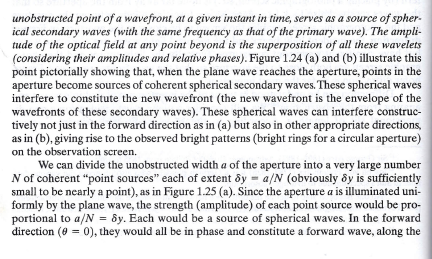 unobstructed point of a wavefront, at a given instant in time, serves as a source of spher-
ical secondary waves (with the same frequency as that of the primary wave). The ampli-
tude of the optical field at any point beyond is the superposition of all these wavelets
(considering their amplitudes and relative phases). Figure 1.24 (a) and (b) illustrate this
point pictorially showing that, when the plane wave reaches the aperture, points in the
aperture become sources of coherent spherical secondary waves. These spherical waves
interfere to constitute the new wavefront (the new wavefront is the envelope of the
wavefronts of these secondary waves). These spherical waves can interfere construc-
tively not just in the forward direction as in (a) but also in other appropriate directions,
as in (b), giving rise to the observed bright patterns (bright rings for a circular aperture)
on the observation screen.
We can divide the unobstructed width a of the aperture into a very large number
N of coherent "point sources" each of extent δy = a/N (obviously δy is sufficiently
small to be nearly a point), as in Figure 1.25 (a). Since the aperture a is illuminated uni-
formly by the plane wave, the strength (amplitude) of each point source would be pro-
portional to a/N = δy. Each would be a source of spherical waves. In the forward
direction (θ = 0), they would all be in phase and constitute a forward wave, along the